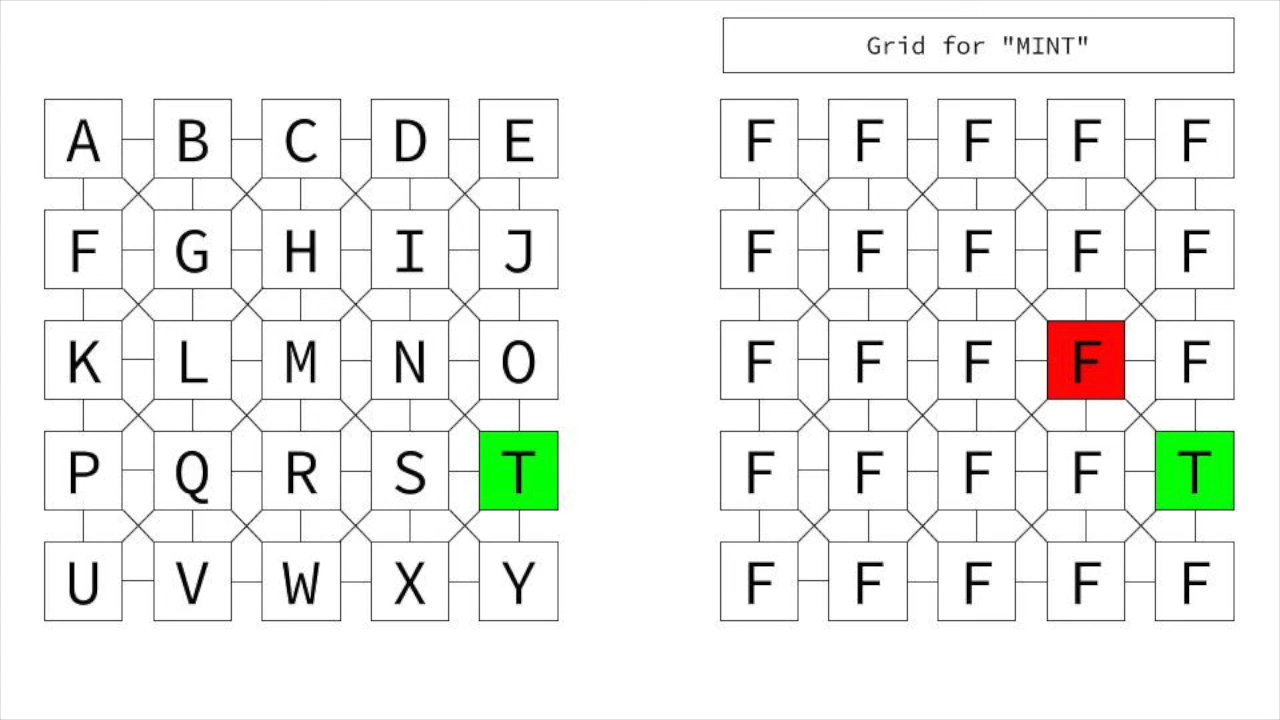 Grid for "MINT"
A B C D E
F G H I J
K L M N O
P Q R S T
U V W X Y
F F F F F
F F F F F
F F F F F
F F F F T
F F F F F